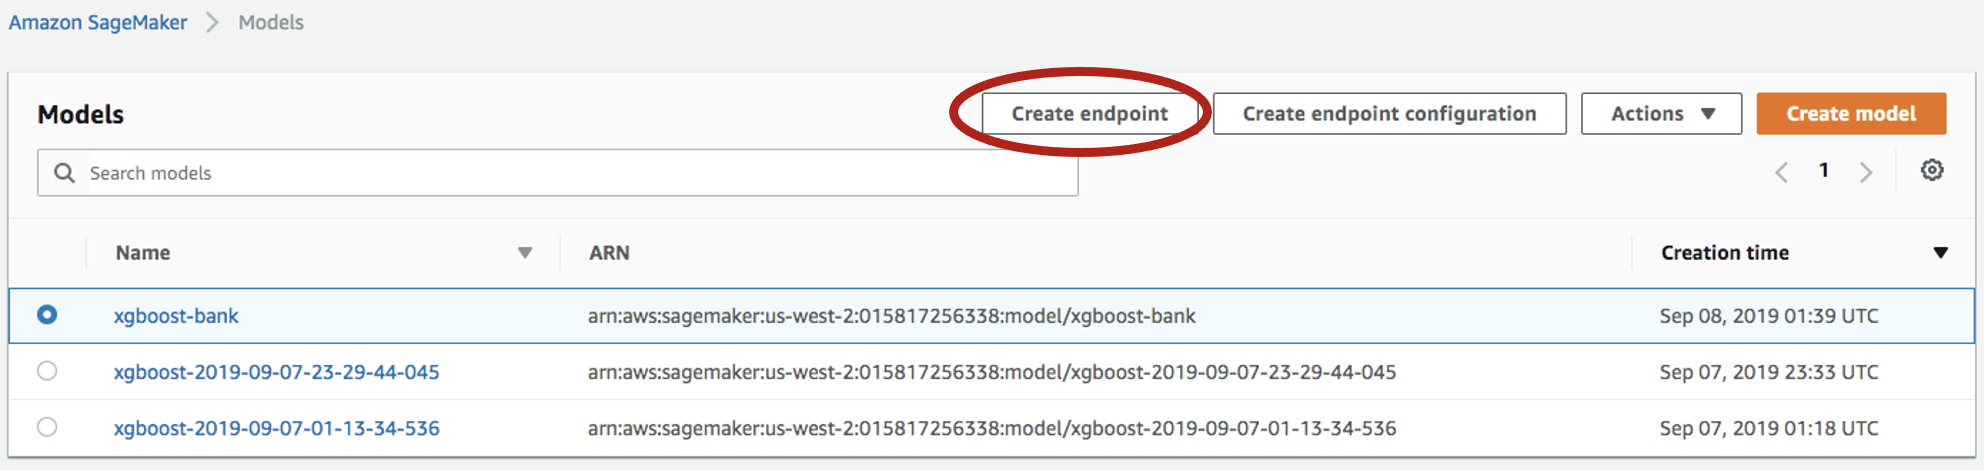 Amazon SageMaker > Models
Models
Create endpoint
Create endpoint configuration
Actions
Create model
Search models
1
Name ARN Creation time
xgboost-bank arn:aws:sagemaker:us-west-2:015817256338:model/xgboost-bank Sep 08, 2019 01:39 UTC
xgboost-2019-09-07-23-29-44-045 arn:aws:sagemaker:us-west-2:015817256338:model/xgboost-2019-09-07-23-29-44-045 Sep 07, 2019 23:33 UTC
xgboost-2019-09-07-01-13-34-536 arn:aws:sagemaker:us-west-2:015817256338:model/xgboost-2019-09-07-01-13-34-536 Sep 07, 2019 01:18 UTC